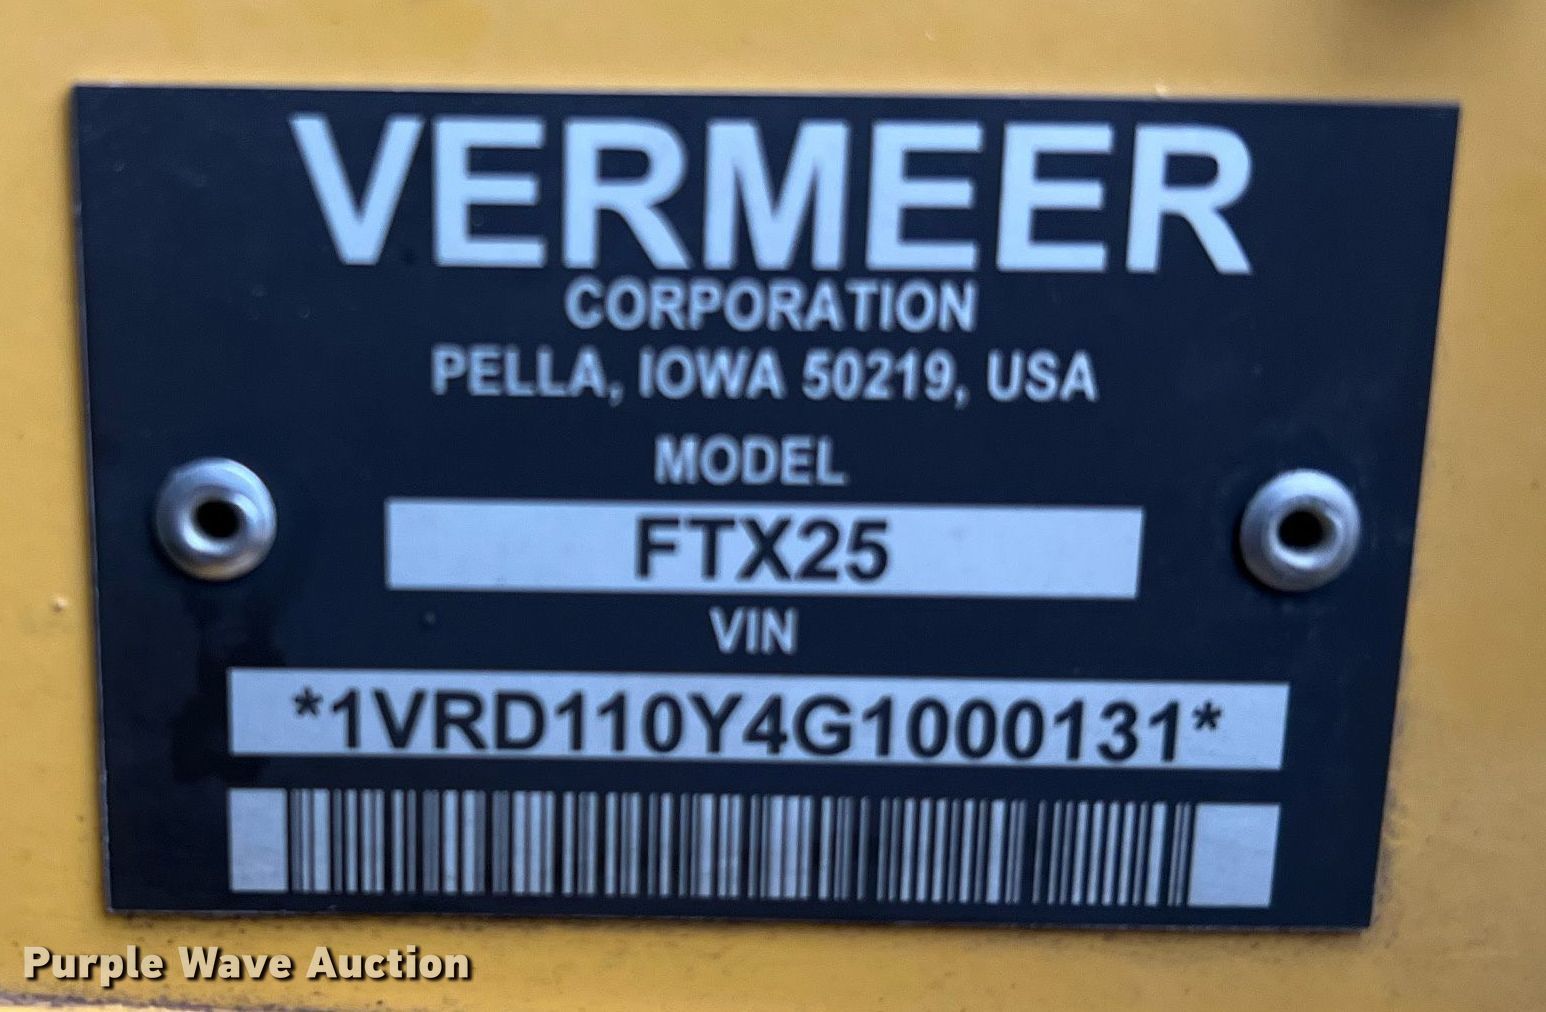 VERMEER
CORPORATION
PELLA, IOWA 50219, USA
MODEL
FTX25
VIN
*1VRD110Y4G1000131*
Purple Wave Auction